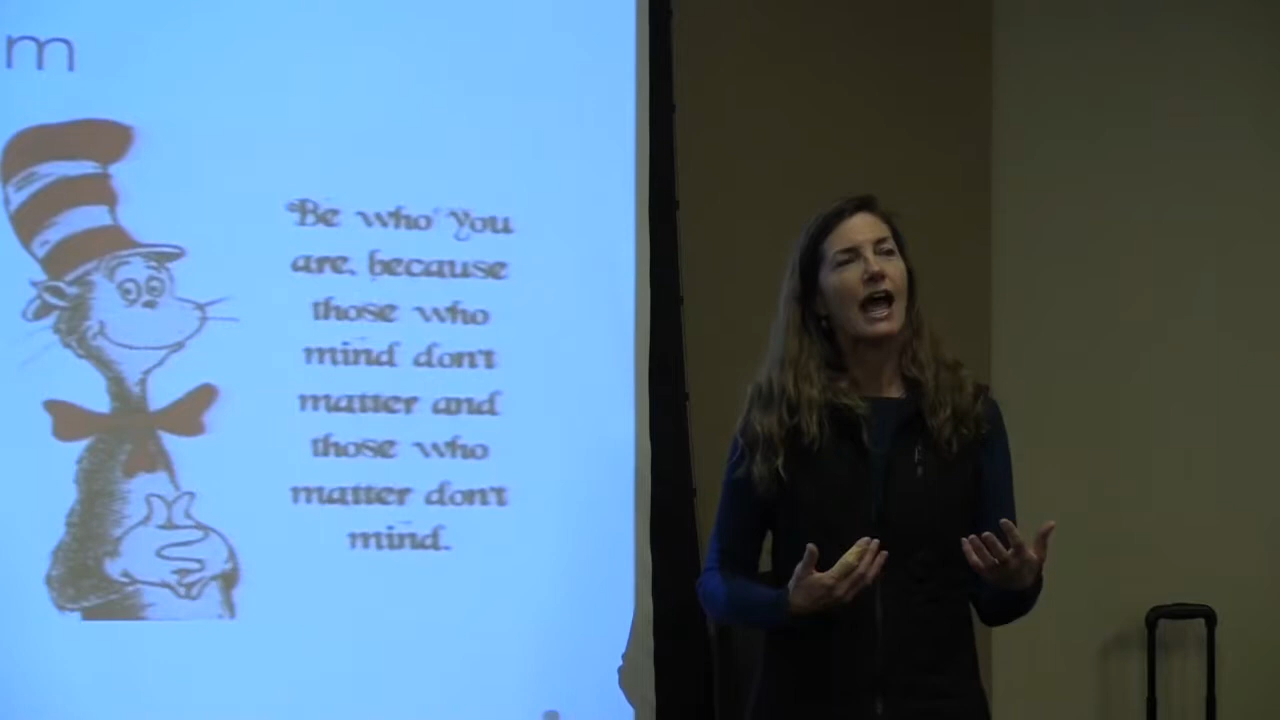 m
Be who you
are, because
those who
mind don't
matter and
those who
matter don't
mind.